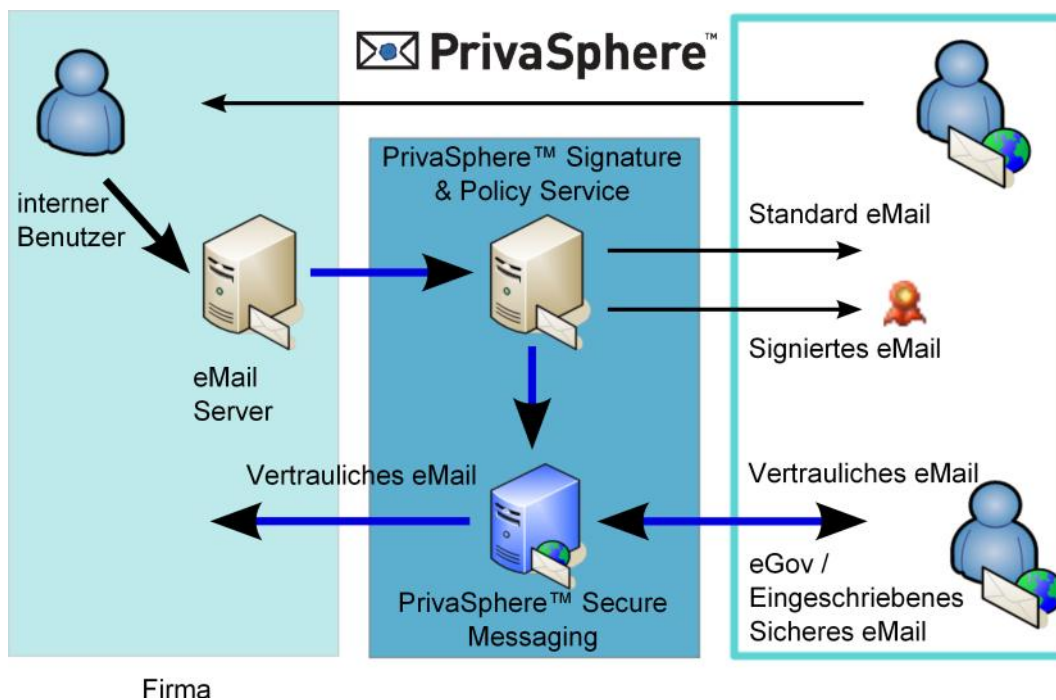 PrivaSphere™
PrivaSphere™ Signature
& Policy Service
interner
Benutzer
Standard eMail
Signiertes eMail
eMail
Server
Vertrauliches eMail
Vertrauliches eMail
eGov /
Eingeschriebenes
Sicheres eMail
PrivaSphere™ Secure
Messaging
Firma